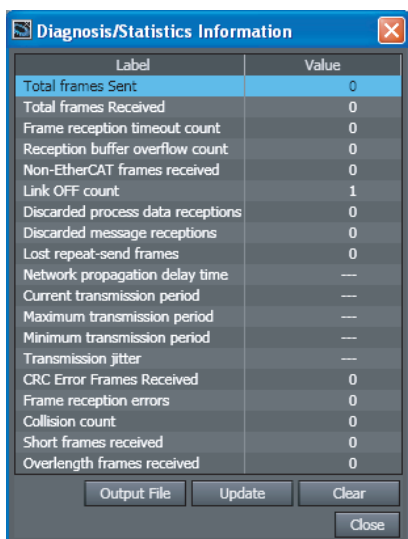 Diagnosis/Statistics Information
Label Value
Total frames Sent 0
Total frames Received 0
Frame reception timeout count 0
Reception buffer overflow count 0
Non-EtherCAT frames received 0
Link OFF count 1
Discarded process data receptions 0
Discarded message receptions 0
Lost repeat-send frames 0
Network propagation delay time ---
Current transmission period ---
Maximum transmission period ---
Minimum transmission period ---
Transmission jitter ---
CRC Error Frames Received 0
Frame reception errors 0
Collision count 0
Short frames received 0
Overlength frames received 0
Output File Update Clear
Close